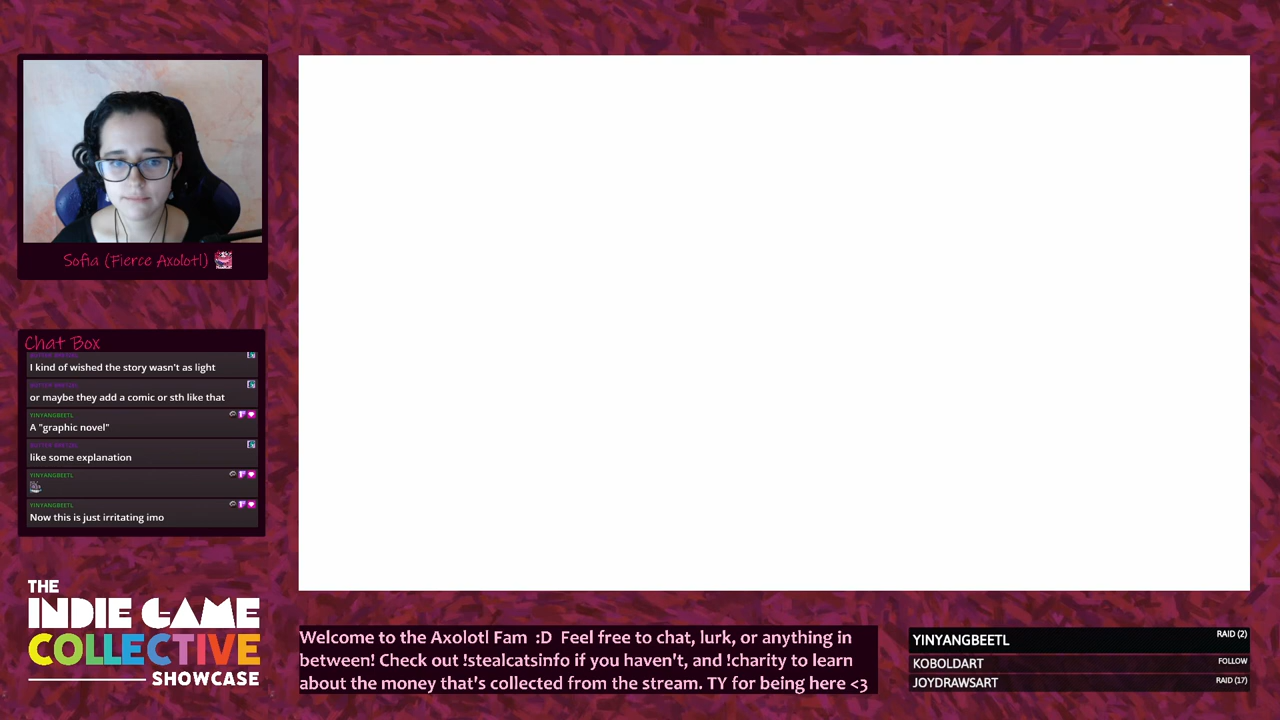 Sofia (Fierce Axolotl)
Chat Box
I kind of wished the story wasn't as light
or maybe they add a comic or sth like that
YINYANGBEETL
A "graphic novel"
like some explanation
YINYANGBEETL
YINYANGBEETL
Now this is just irritating imo
THE
INDIE GAME
COLLECTIVE
SHOWCASE
Welcome to the Axolotl Fam :D Feel free to chat, lurk, or anything in
between! Check out !stealcatsinfo if you haven't, and !charity to learn
about the money that's collected from the stream. TY for being here <3
YINYANGBEETL RAID (2)
KOBOLDART FOLLOW
JOYDRAWSART RAID (17)